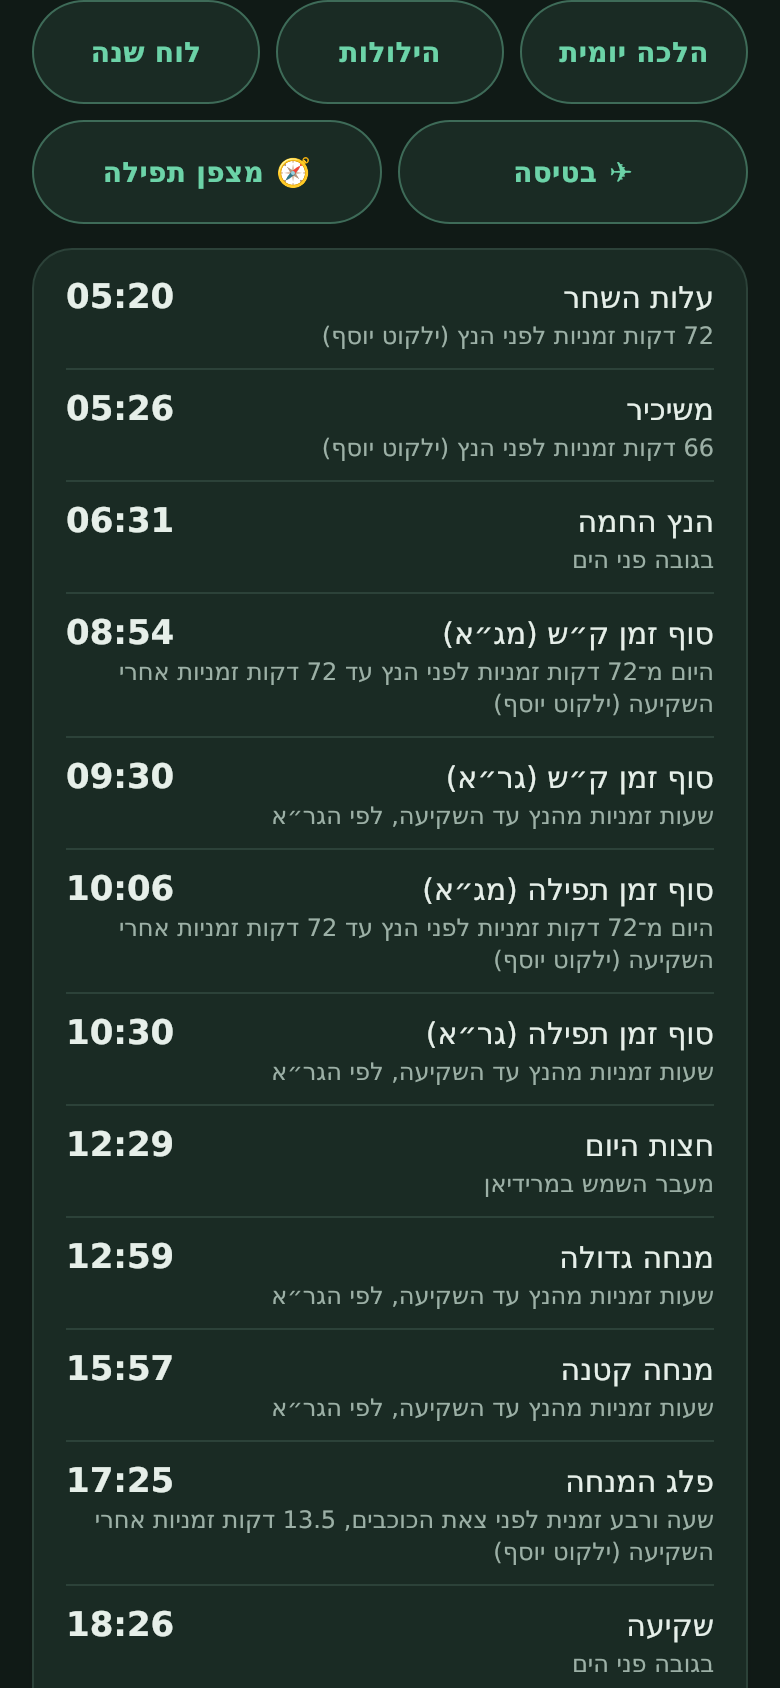 הלכה יומית
הילולות
לוח שנה
✈ בטיסה
🧭 מצפן תפילה
עלות השחר 05:20
72 דקות זמניות לפני הנץ (ילקוט יוסף)
משיכיר 05:26
66 דקות זמניות לפני הנץ (ילקוט יוסף)
הנץ החמה 06:31
בגובה פני הים
סוף זמן ק״ש (מג״א) 08:54
היום מ־72 דקות זמניות לפני הנץ עד 72 דקות זמניות אחרי
השקיעה (ילקוט יוסף)
סוף זמן ק״ש (גר״א) 09:30
שעות זמניות מהנץ עד השקיעה, לפי הגר״א
סוף זמן תפילה (מג״א) 10:06
היום מ־72 דקות זמניות לפני הנץ עד 72 דקות זמניות אחרי
השקיעה (ילקוט יוסף)
סוף זמן תפילה (גר״א) 10:30
שעות זמניות מהנץ עד השקיעה, לפי הגר״א
חצות היום 12:29
מעבר השמש במרידיאן
מנחה גדולה 12:59
שעות זמניות מהנץ עד השקיעה, לפי הגר״א
מנחה קטנה 15:57
שעות זמניות מהנץ עד השקיעה, לפי הגר״א
פלג המנחה 17:25
שעה ורבע זמנית לפני צאת הכוכבים, 13.5 דקות זמניות אחרי
השקיעה (ילקוט יוסף)
שקיעה 18:26
בגובה פני הים